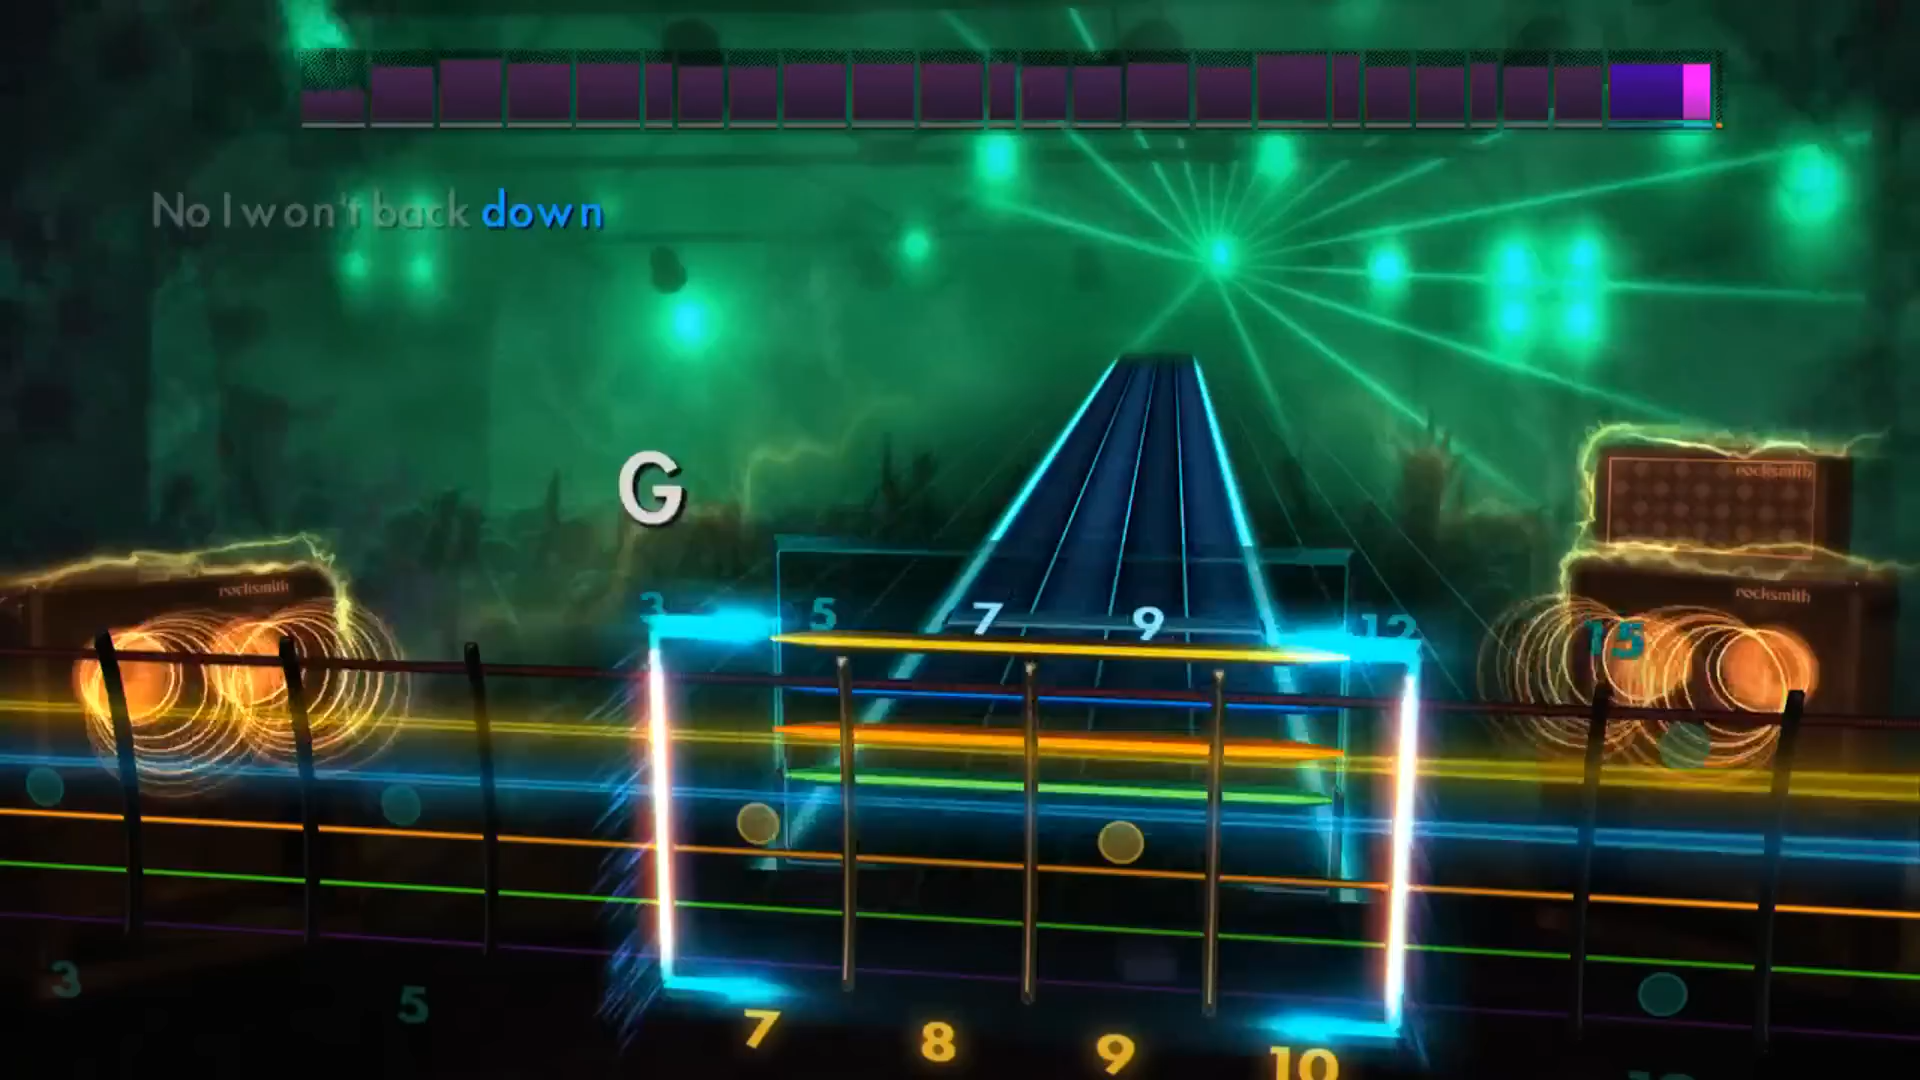 No I won't back down
G
rocksmith
rocksmith
rocksmith
3 5 7 9 12 15
3 5 7 8 9 10